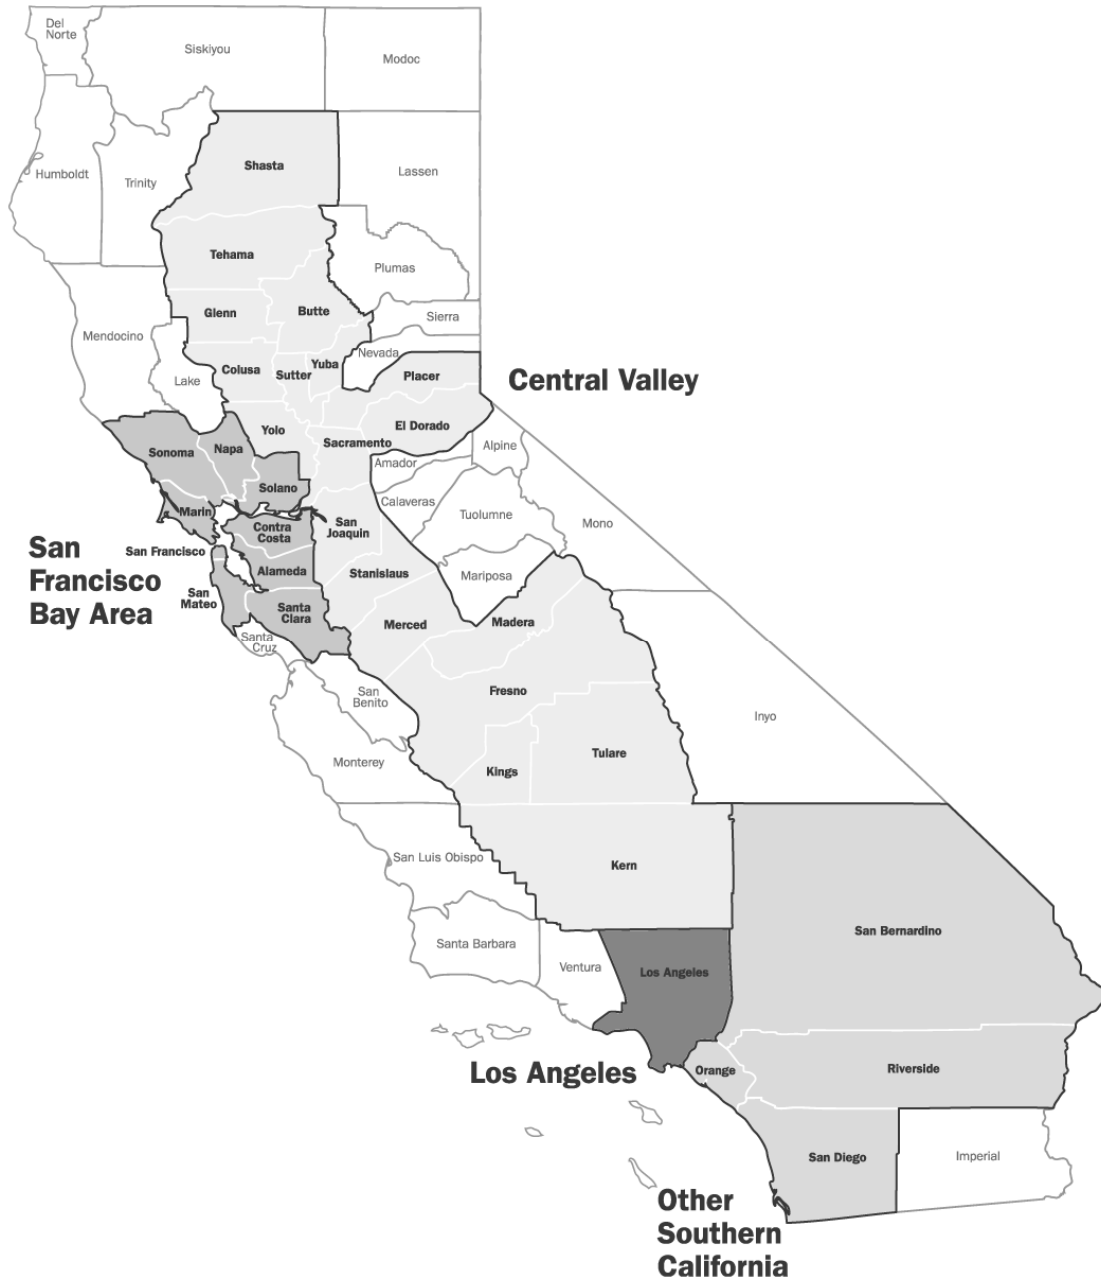 Del
Norte
Siskiyou
Modoc
Shasta
Lassen
Humboldt
Trinity
Tehama
Plumas
Glenn
Butte
Sierra
Mendocino
Nevada
Yuba
Colusa
Sutter
Placer
Lake
Central Valley
El Dorado
Yolo
Sacramento
Alpine
Sonoma
Napa
Amador
Solano
Calaveras
Marin
Tuolumne
Mono
Contra
Costa
San
Joaquin
San Francisco
San
Francisco
Bay Area
Alameda
Stanislaus
Mariposa
San
Mateo
Santa
Clara
Merced
Madera
Santa
Cruz
San
Benito
Fresno
Inyo
Monterey
Kings
Tulare
San Luis Obispo
Kern
San Bernardino
Santa Barbara
Ventura
Los Angeles
Los Angeles
Orange
Riverside
San Diego
Imperial
Other
Southern
California